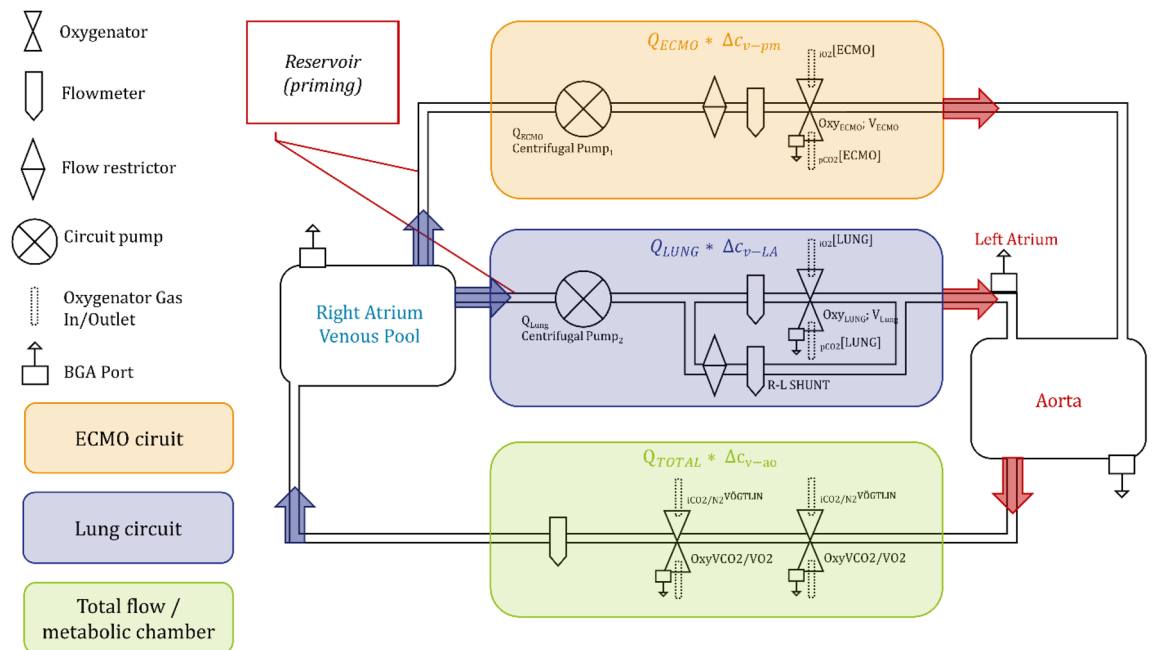 Oxygenator
Flowmeter
Flow restrictor
Circuit pump
Oxygenator Gas
In/Outlet
BGA Port
ECMO ciruit
Lung circuit
Total flow /
metabolic chamber
Reservoir
(priming)
Right Atrium
Venous Pool
Q_ECMO * Δc_v−pm
iO2[ECMO]
Q_ECMO
Centrifugal Pump₁
Oxy_ECMO; V_ECMO
pCO2[ECMO]
Q_LUNG * Δc_v−LA
iO2[LUNG]
Q_Lung
Centrifugal Pump₂
Oxy_LUNG; V_Lung
pCO2[LUNG]
R-L SHUNT
Left Atrium
Aorta
Q_TOTAL * Δc_v−ao
iCO2/N2 VÖGTLIN
iCO2/N2 VÖGTLIN
OxyVCO2/VO2
OxyVCO2/VO2